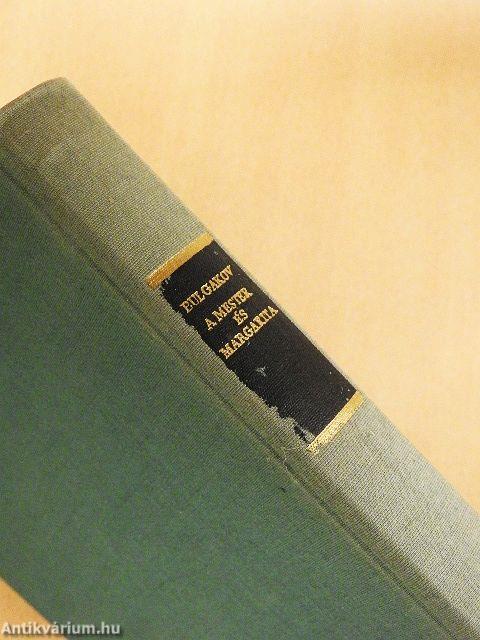 BULGAKOV
A MESTER
ÉS
MARGARITA
Antikvárium.hu